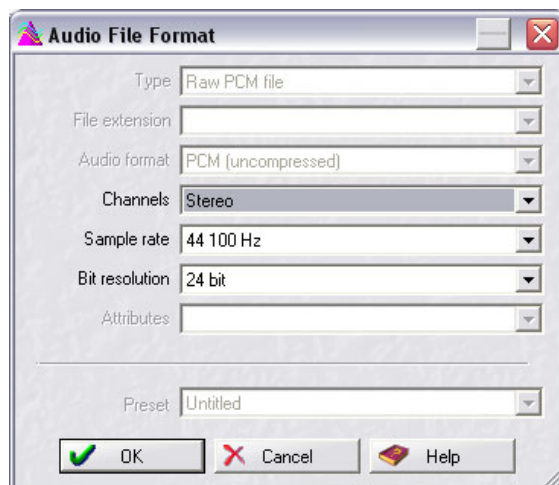 Audio File Format
Type Raw PCM file
File extension
Audio format PCM (uncompressed)
Channels Stereo
Sample rate 44 100 Hz
Bit resolution 24 bit
Attributes
Preset Untitled
OK Cancel Help